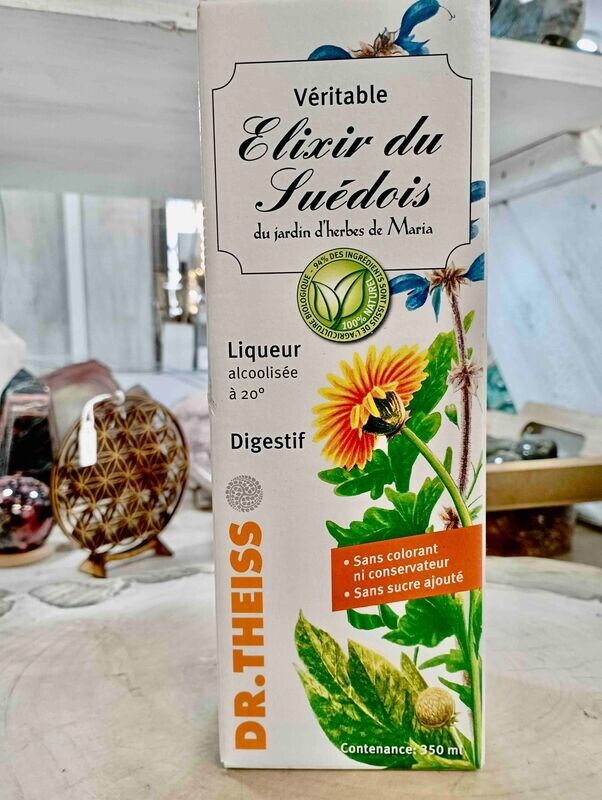 Véritable
Elixir du
Suédois
du jardin d'herbes de Maria
94% DES INGRÉDIENTS SONT ISSUS DE L'AGRICULTURE BIOLOGIQUE -
100% NATUREL
Liqueur
alcoolisée
à 20°
Digestif
DR.THEISS
• Sans colorant
ni conservateur
• Sans sucre ajouté
Contenance: 350 ml